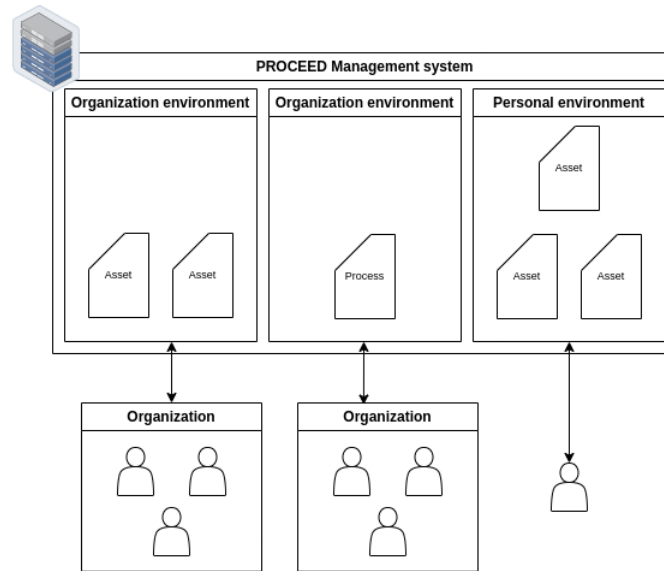 PROCEED Management system
Organization environment
Organization environment
Personal environment
Asset
Asset
Asset
Process
Asset
Asset
Organization
Organization